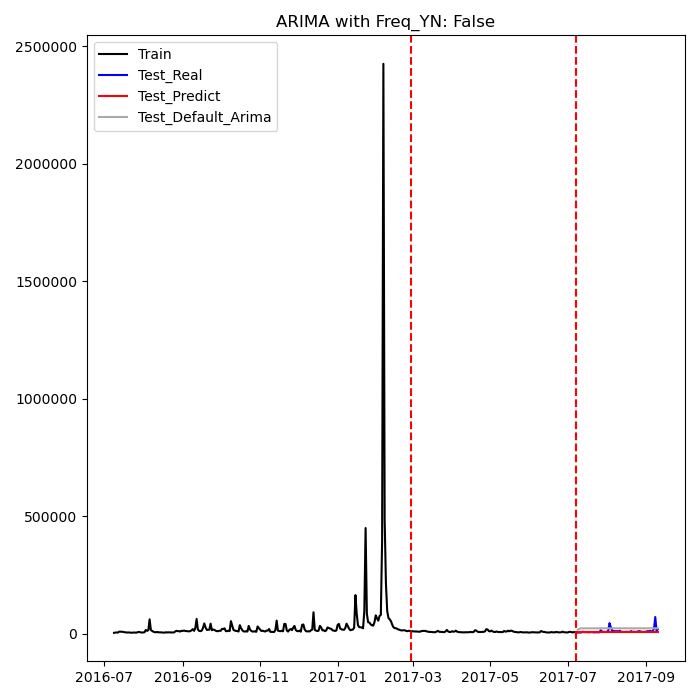 ARIMA with Freq_YN: False
Train
Test_Real
Test_Predict
Test_Default_Arima
2500000
2000000
1500000
1000000
500000
0
2016-07 2016-09 2016-11 2017-01 2017-03 2017-05 2017-07 2017-09